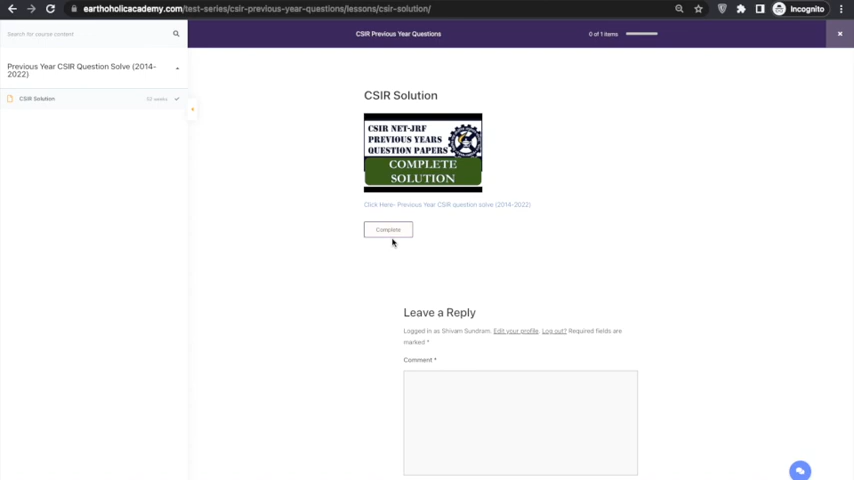 earthoholicacademy.com/test-series/csir-previous-year-questions/lessons/csir-solution/
Incognito
Search for course content
CSIR Previous Year Questions
0 of 1 items
Previous Year CSIR Question Solve (2014-
2022)
CSIR Solution
02 weeks
CSIR Solution
CSIR NET-JRF
PREVIOUS YEARS
QUESTION PAPERS
COMPLETE
SOLUTION
Click Here- Previous Year CSIR question solve (2014-2022)
Complete
Leave a Reply
Logged in as Shivam Sundram. Edit your profile. Log out? Required fields are
marked *
Comment *